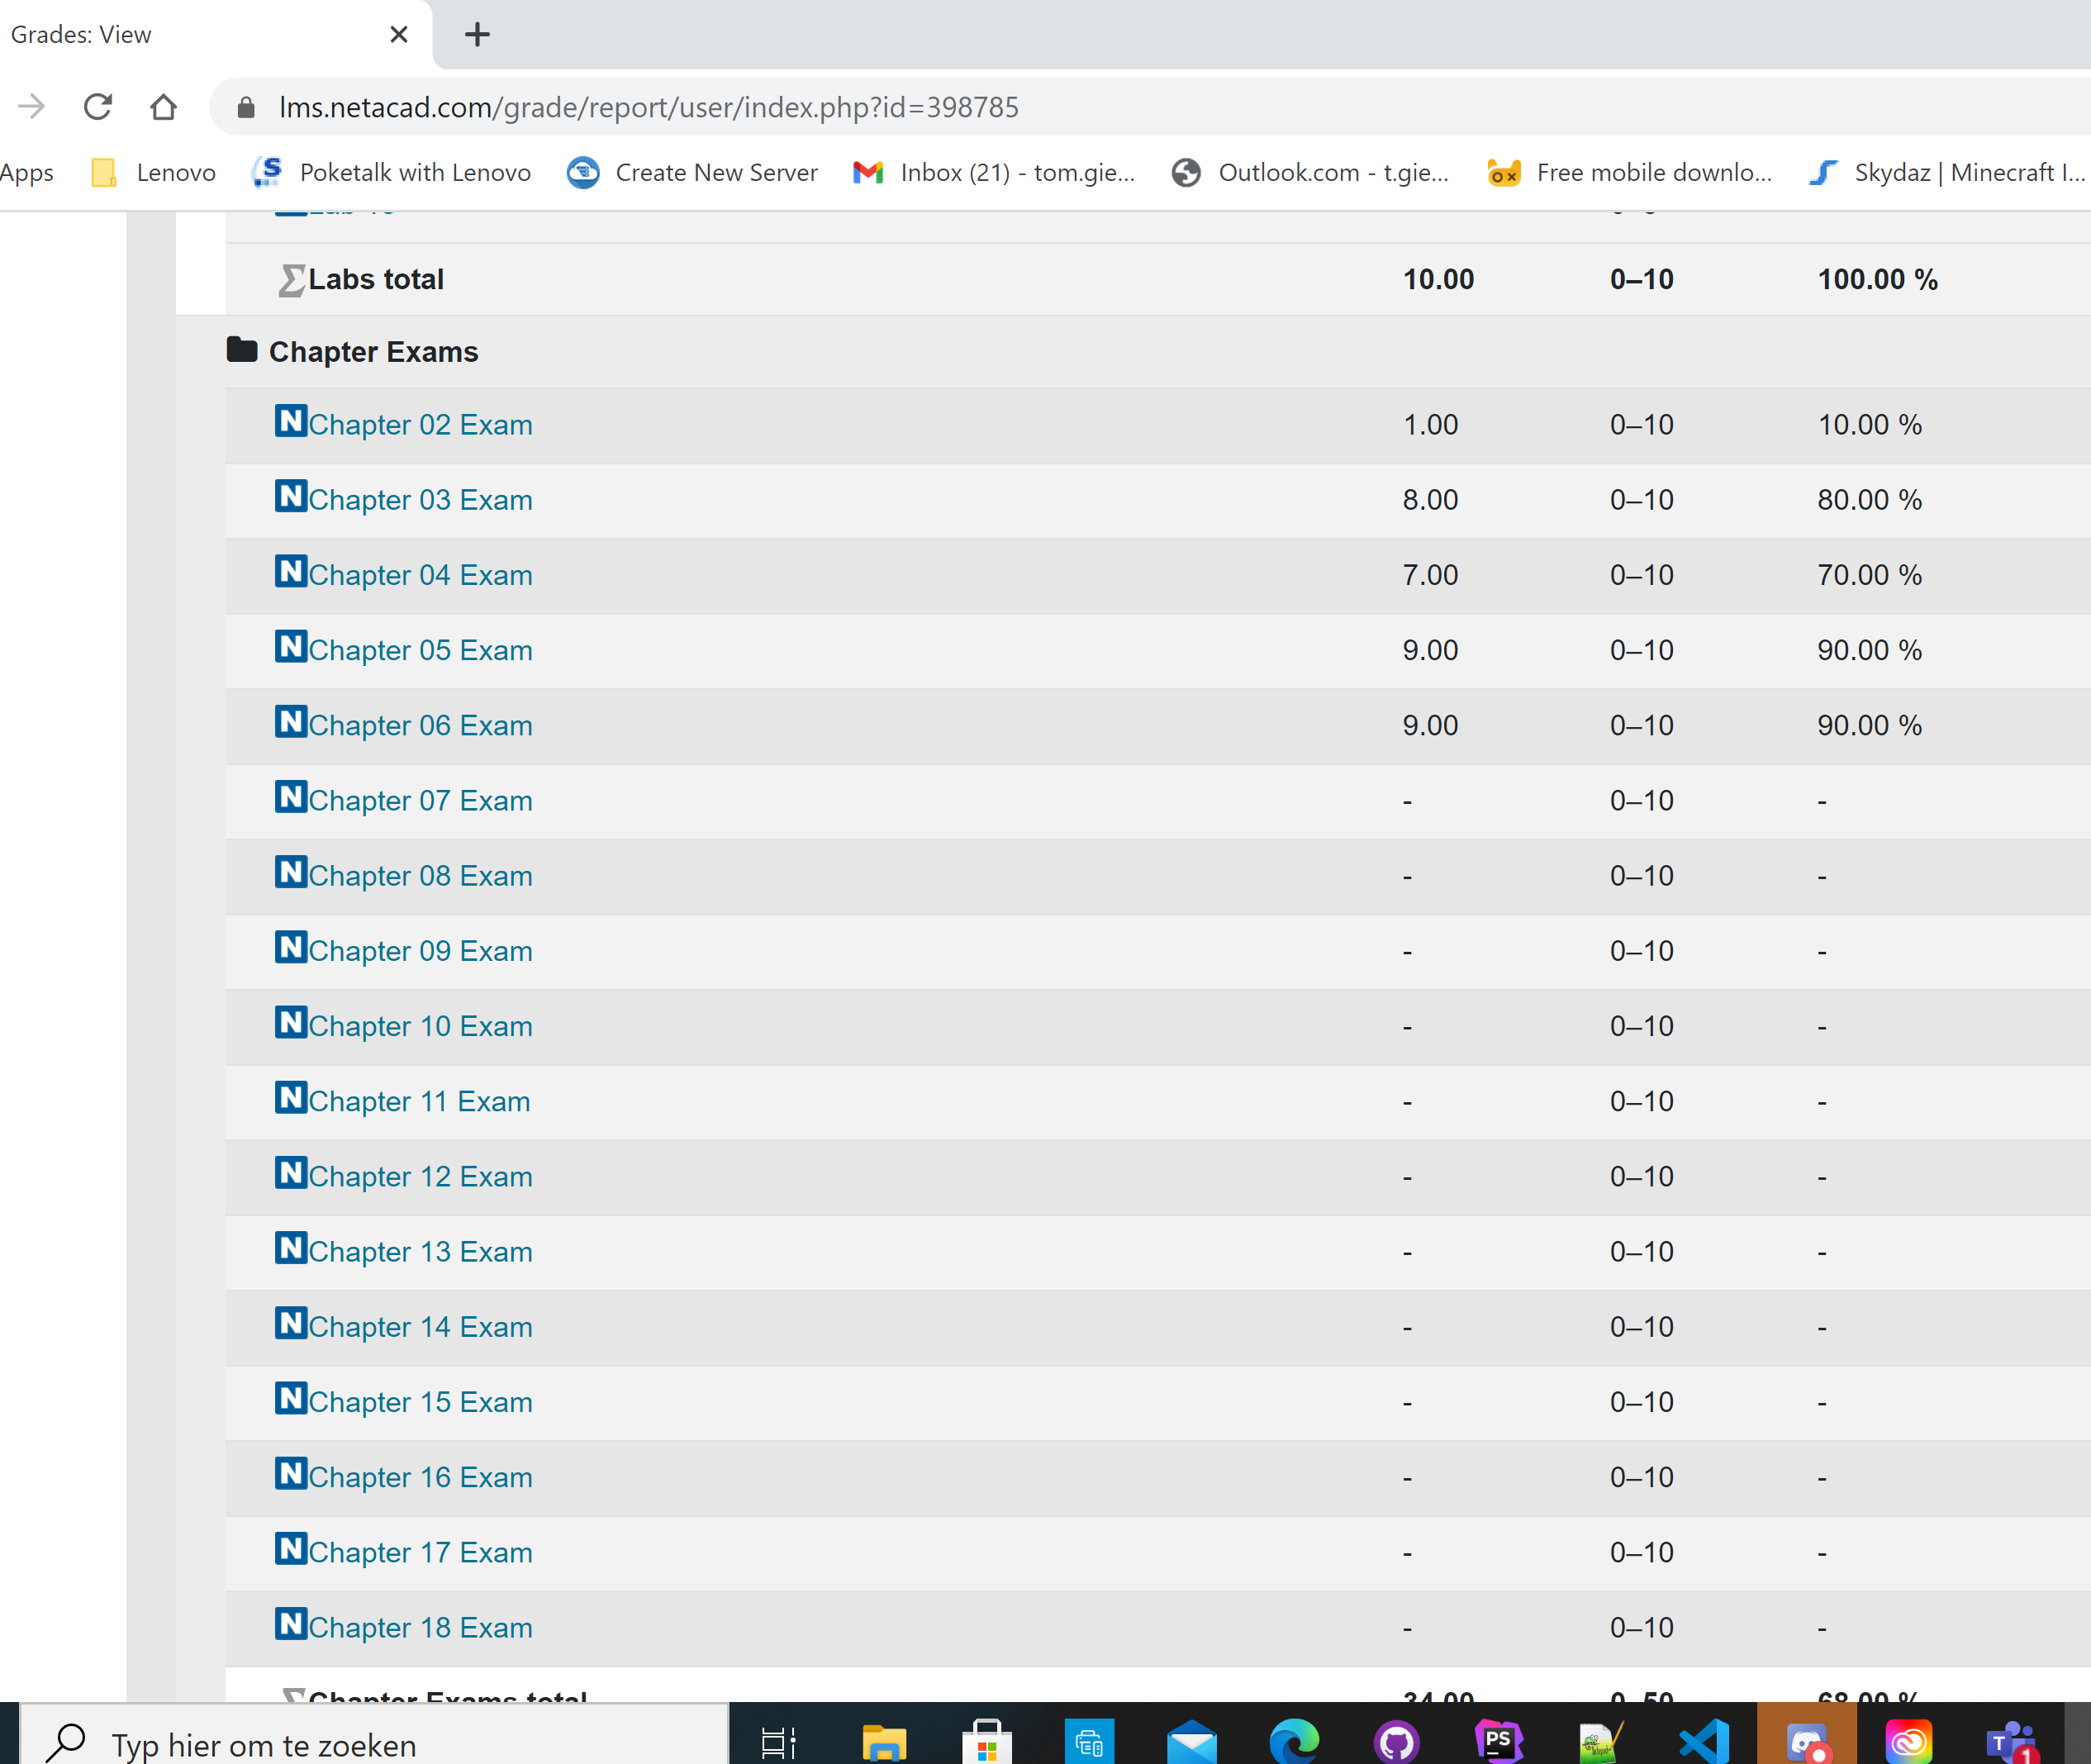 Grades: View
lms.netacad.com/grade/report/user/index.php?id=398785
Apps Lenovo Poketalk with Lenovo Create New Server Inbox (21) - tom.gie... Outlook.com - t.gie... Free mobile downlo... Skydaz | Minecraft I...
Labs total 10.00 0–10 100.00 %
Chapter Exams
Chapter 02 Exam 1.00 0–10 10.00 %
Chapter 03 Exam 8.00 0–10 80.00 %
Chapter 04 Exam 7.00 0–10 70.00 %
Chapter 05 Exam 9.00 0–10 90.00 %
Chapter 06 Exam 9.00 0–10 90.00 %
Chapter 07 Exam - 0–10 -
Chapter 08 Exam - 0–10 -
Chapter 09 Exam - 0–10 -
Chapter 10 Exam - 0–10 -
Chapter 11 Exam - 0–10 -
Chapter 12 Exam - 0–10 -
Chapter 13 Exam - 0–10 -
Chapter 14 Exam - 0–10 -
Chapter 15 Exam - 0–10 -
Chapter 16 Exam - 0–10 -
Chapter 17 Exam - 0–10 -
Chapter 18 Exam - 0–10 -
Chapter Exams total 34.00 0–50 68.00 %
Typ hier om te zoeken